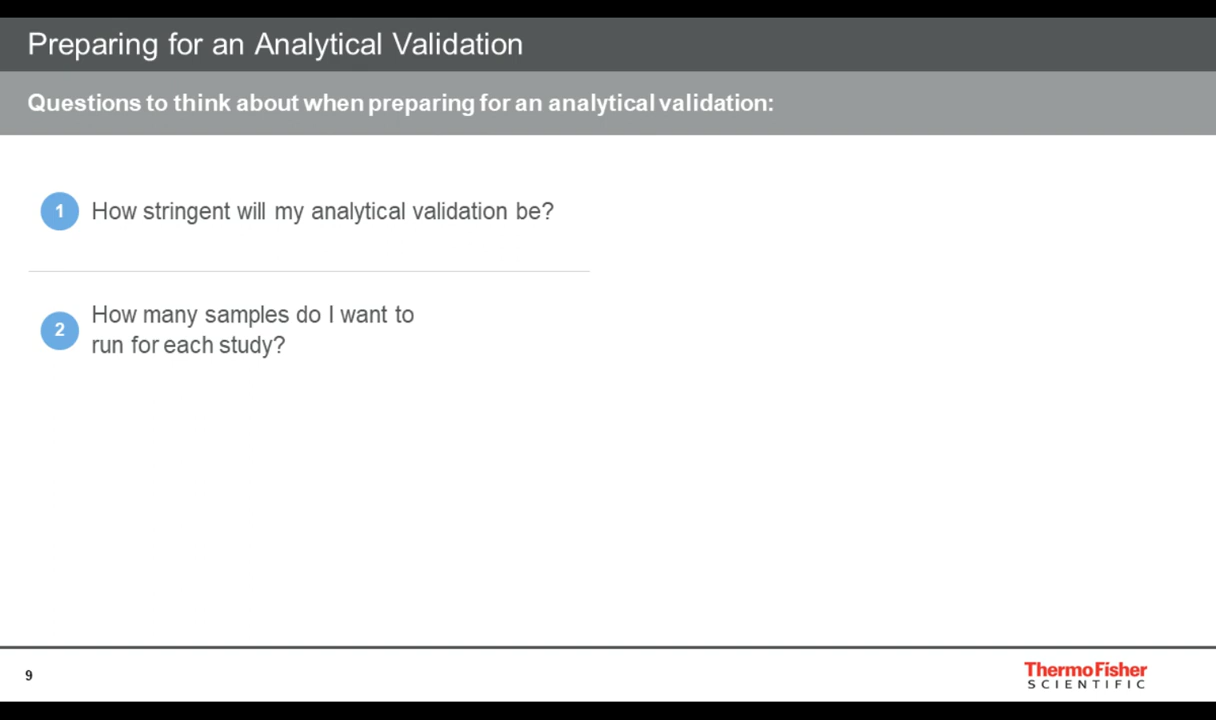 Preparing for an Analytical Validation
Questions to think about when preparing for an analytical validation:
1 How stringent will my analytical validation be?
2 How many samples do I want to
run for each study?
9
ThermoFisher
SCIENTIFIC